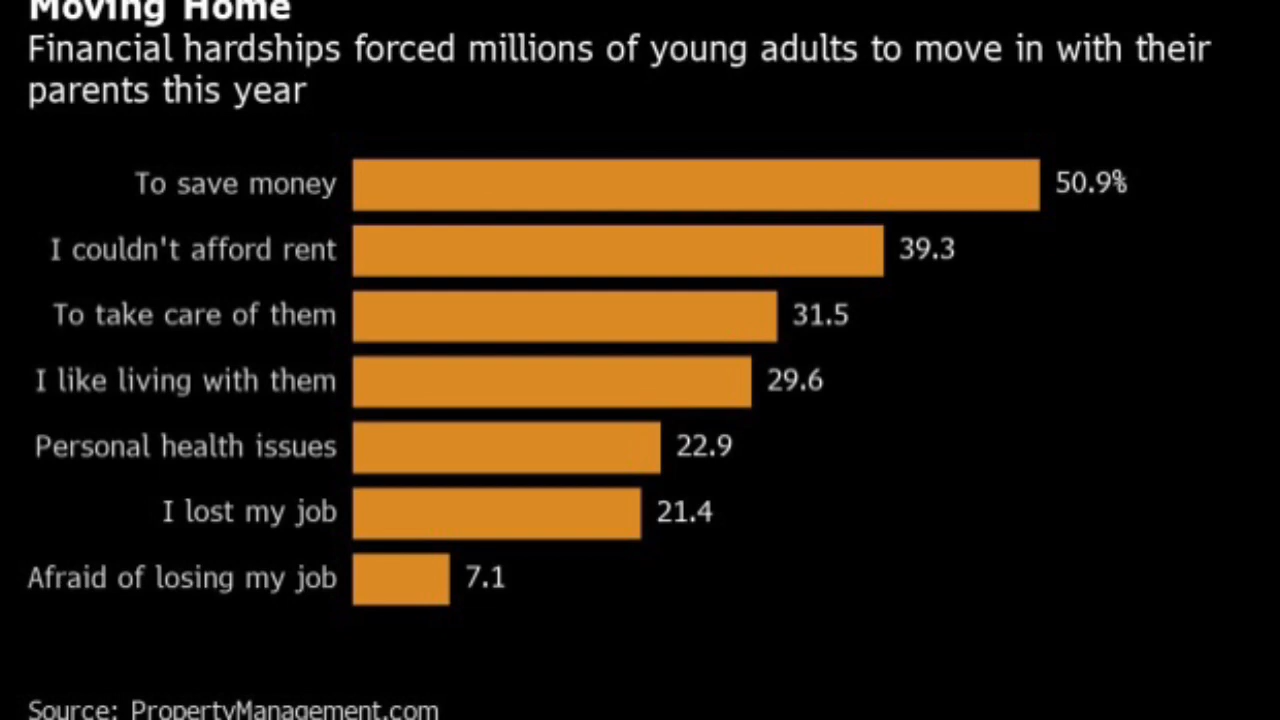 Moving Home
Financial hardships forced millions of young adults to move in with their
parents this year
To save money 50.9%
I couldn't afford rent 39.3
To take care of them 31.5
I like living with them 29.6
Personal health issues 22.9
I lost my job 21.4
Afraid of losing my job 7.1
Source: PropertyManagement.com